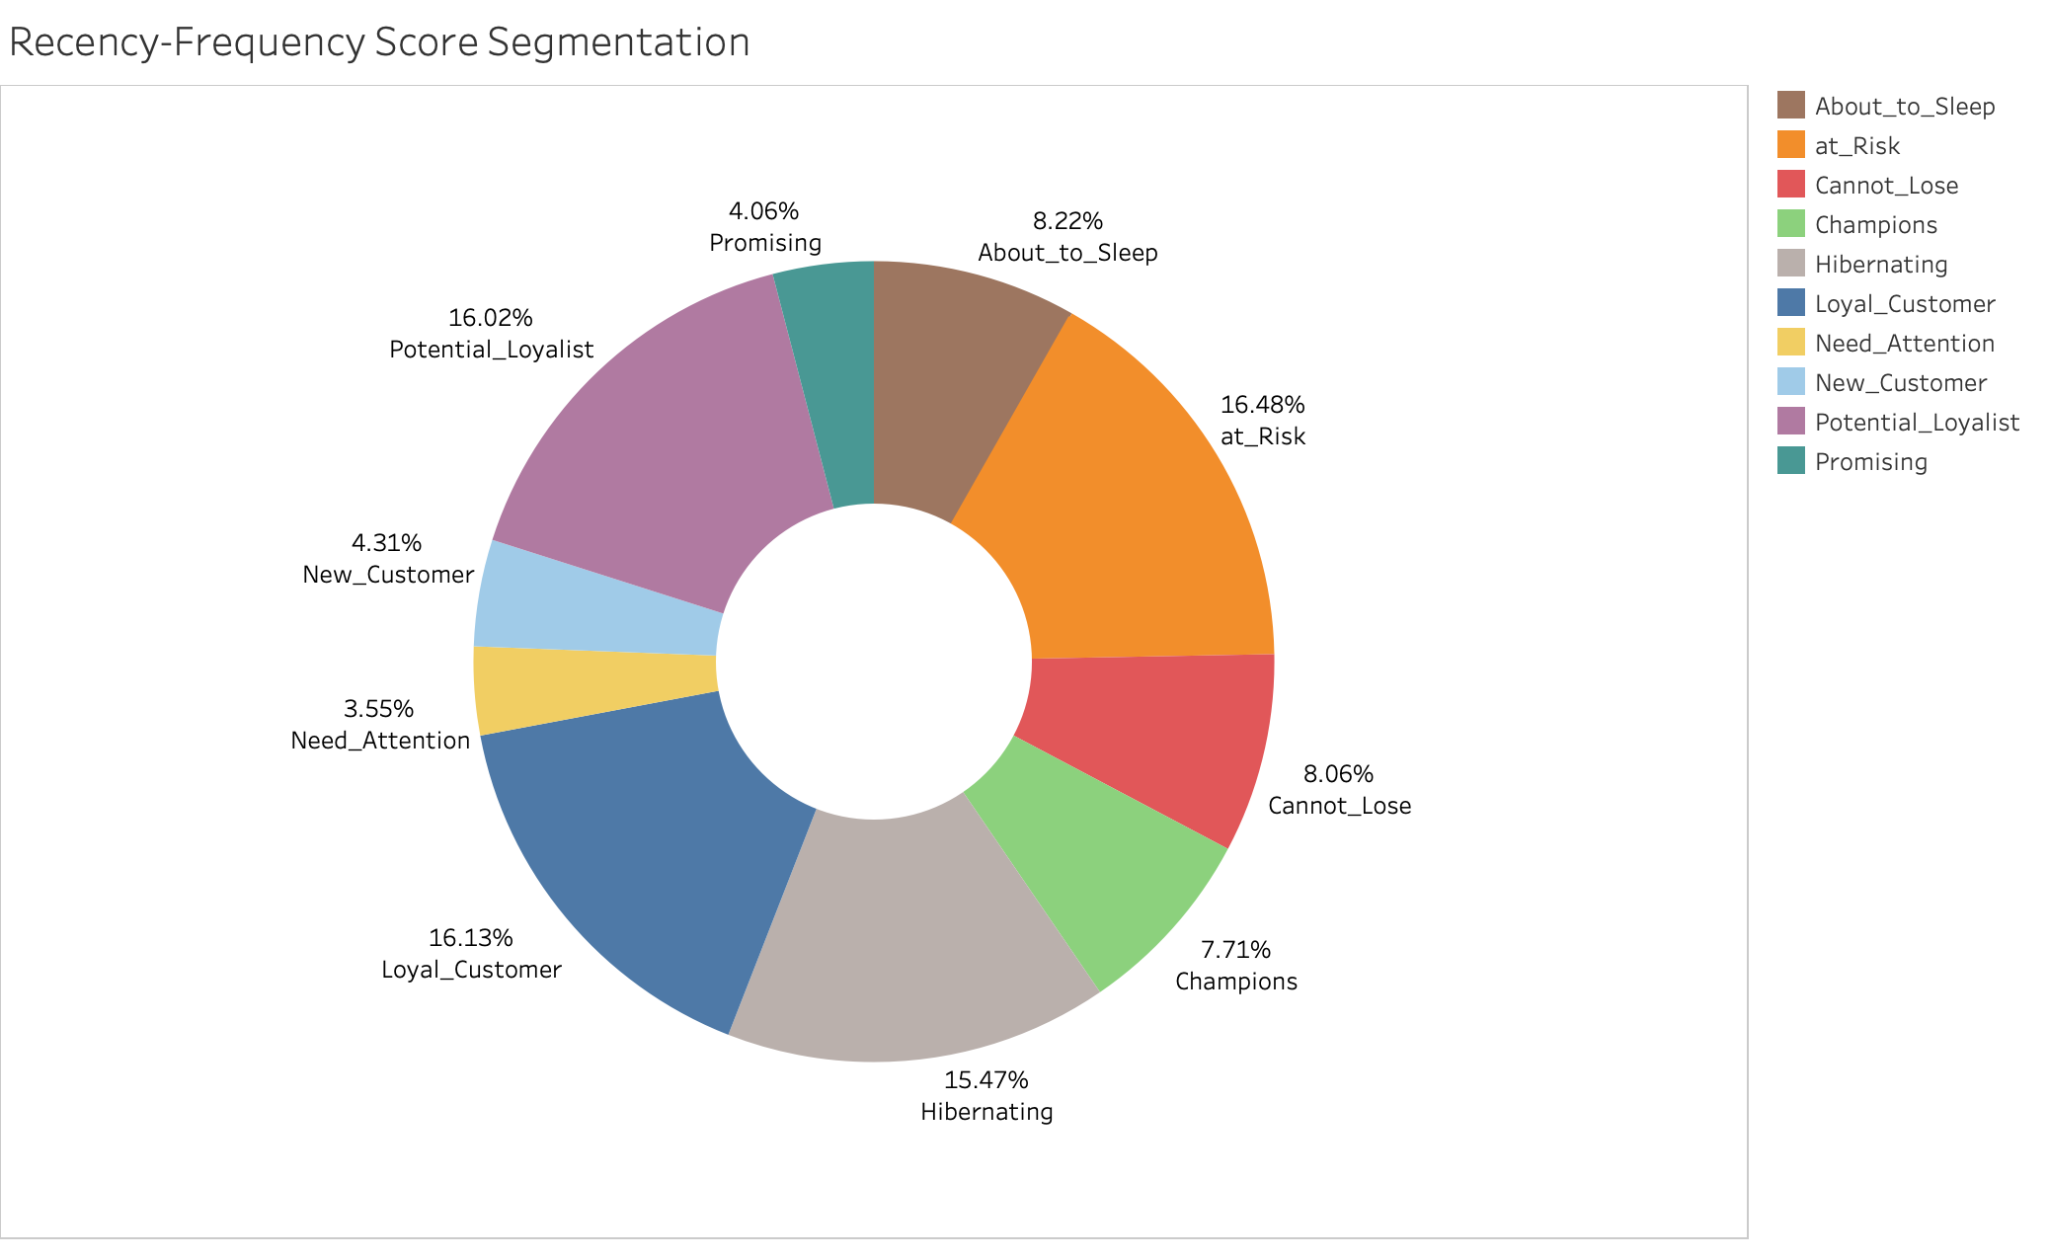 Recency-Frequency Score Segmentation
4.06%
Promising
8.22%
About_to_Sleep
16.02%
Potential_Loyalist
16.48%
at_Risk
4.31%
New_Customer
3.55%
Need_Attention
8.06%
Cannot_Lose
16.13%
Loyal_Customer
7.71%
Champions
15.47%
Hibernating
About_to_Sleep
at_Risk
Cannot_Lose
Champions
Hibernating
Loyal_Customer
Need_Attention
New_Customer
Potential_Loyalist
Promising